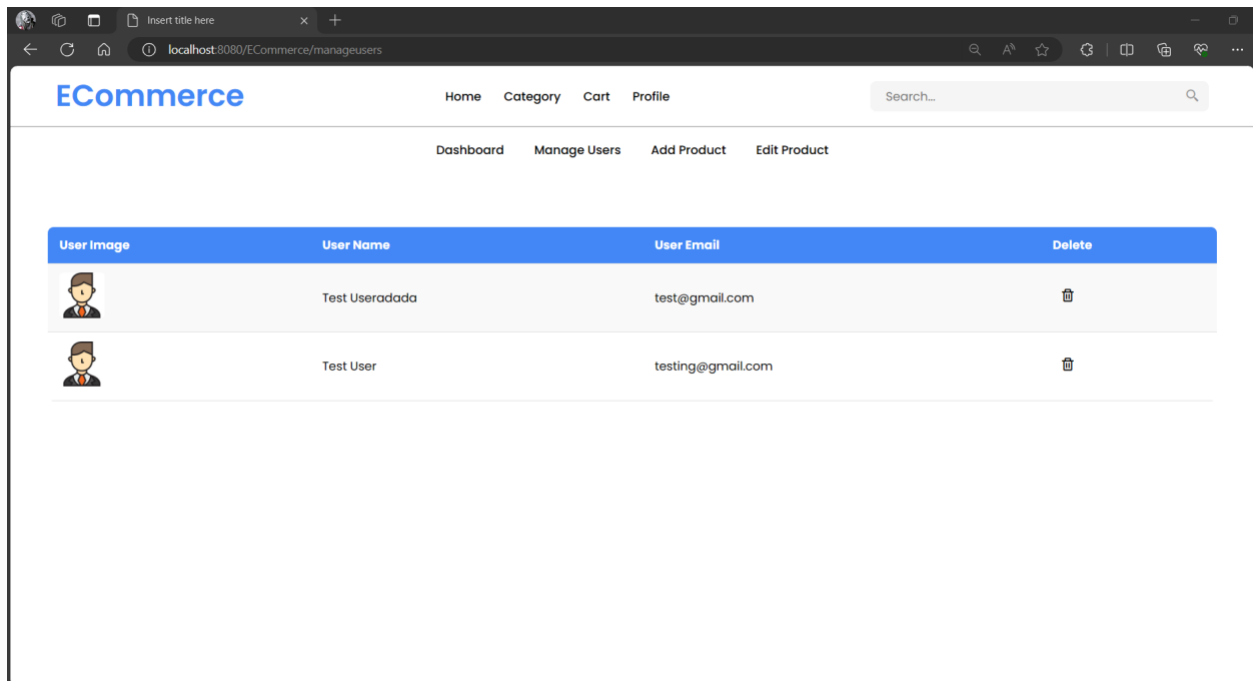 Insert title here
localhost:8080/ECommerce/manageusers
ECommerce Home Category Cart Profile Search...
Dashboard Manage Users Add Product Edit Product
User Image User Name User Email Delete
Test Useradada test@gmail.com
Test User testing@gmail.com